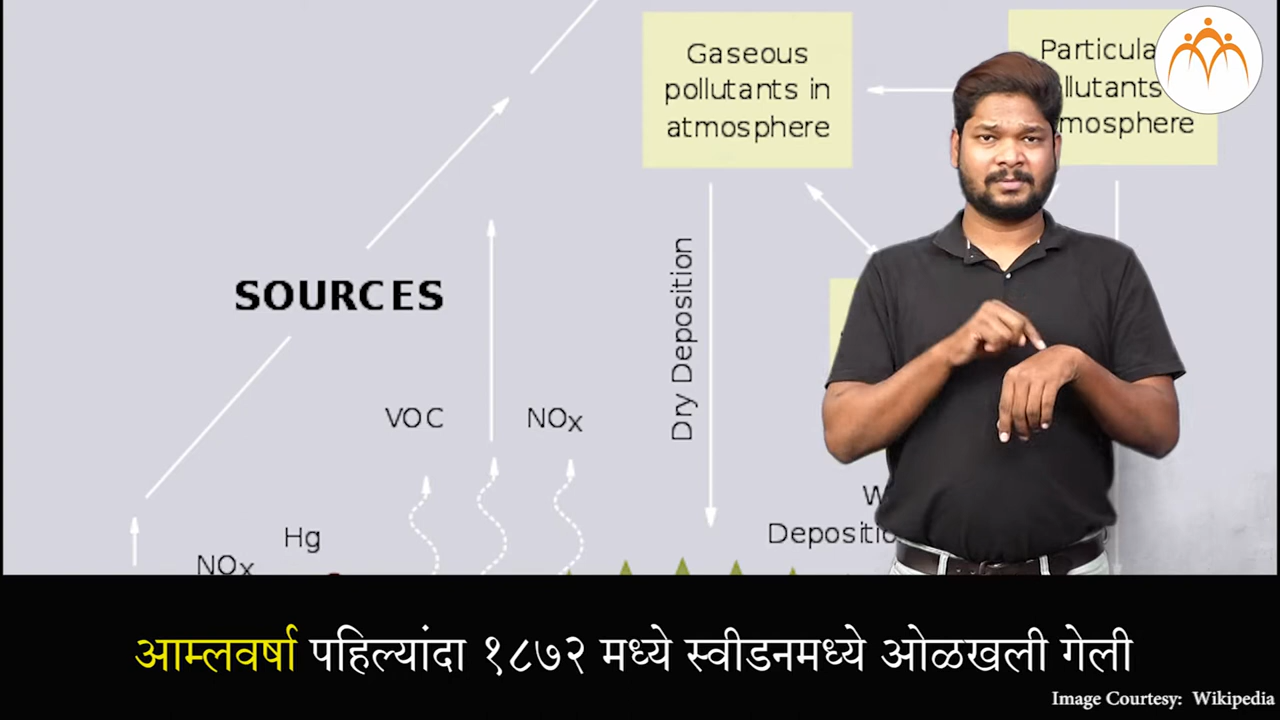 Gaseous
pollutants in
atmosphere
SOURCES
Dry Deposition
VOC
NOx
Hg
NOx
आम्लवर्षा पहिल्यांदा १८७२ मध्ये स्वीडनमध्ये ओळखली गेली
Image Courtesy: Wikipedia